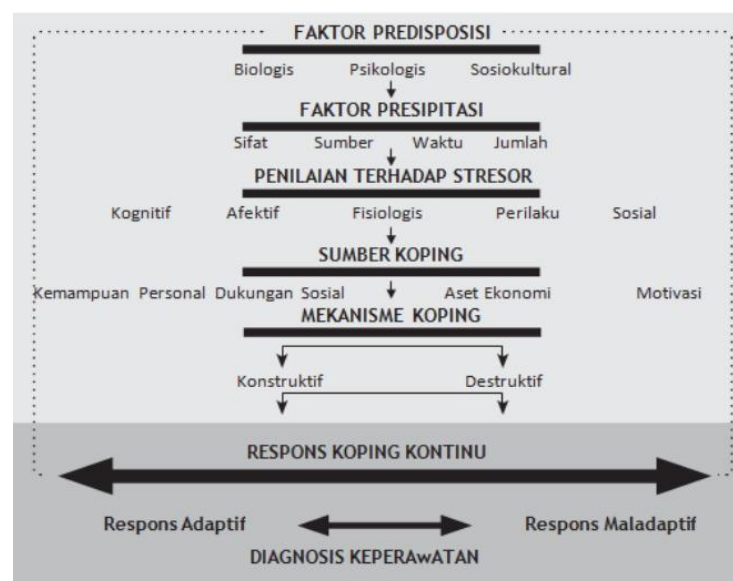 FAKTOR PREDISPOSISI
Biologis Psikologis Sosiokultural
FAKTOR PRESIPITASI
Sifat Sumber Waktu Jumlah
PENILAIAN TERHADAP STRESOR
Kognitif Afektif Fisiologis Perilaku Sosial
SUMBER KOPING
Kemampuan Personal Dukungan Sosial Aset Ekonomi Motivasi
MEKANISME KOPING
Konstruktif Destruktif
RESPONS KOPING KONTINU
Respons Adaptif Respons Maladaptif
DIAGNOSIS KEPERAwATAN